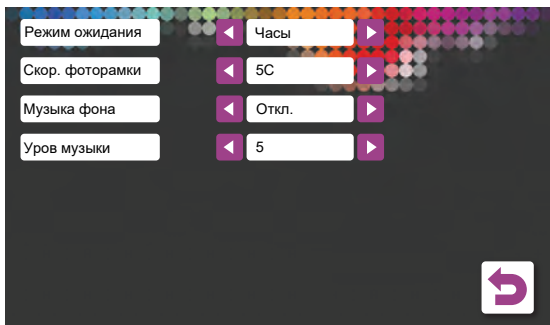 Режим ожидания Часы
Скор. фоторамки 5С
Музыка фона Откл.
Уров музыки 5